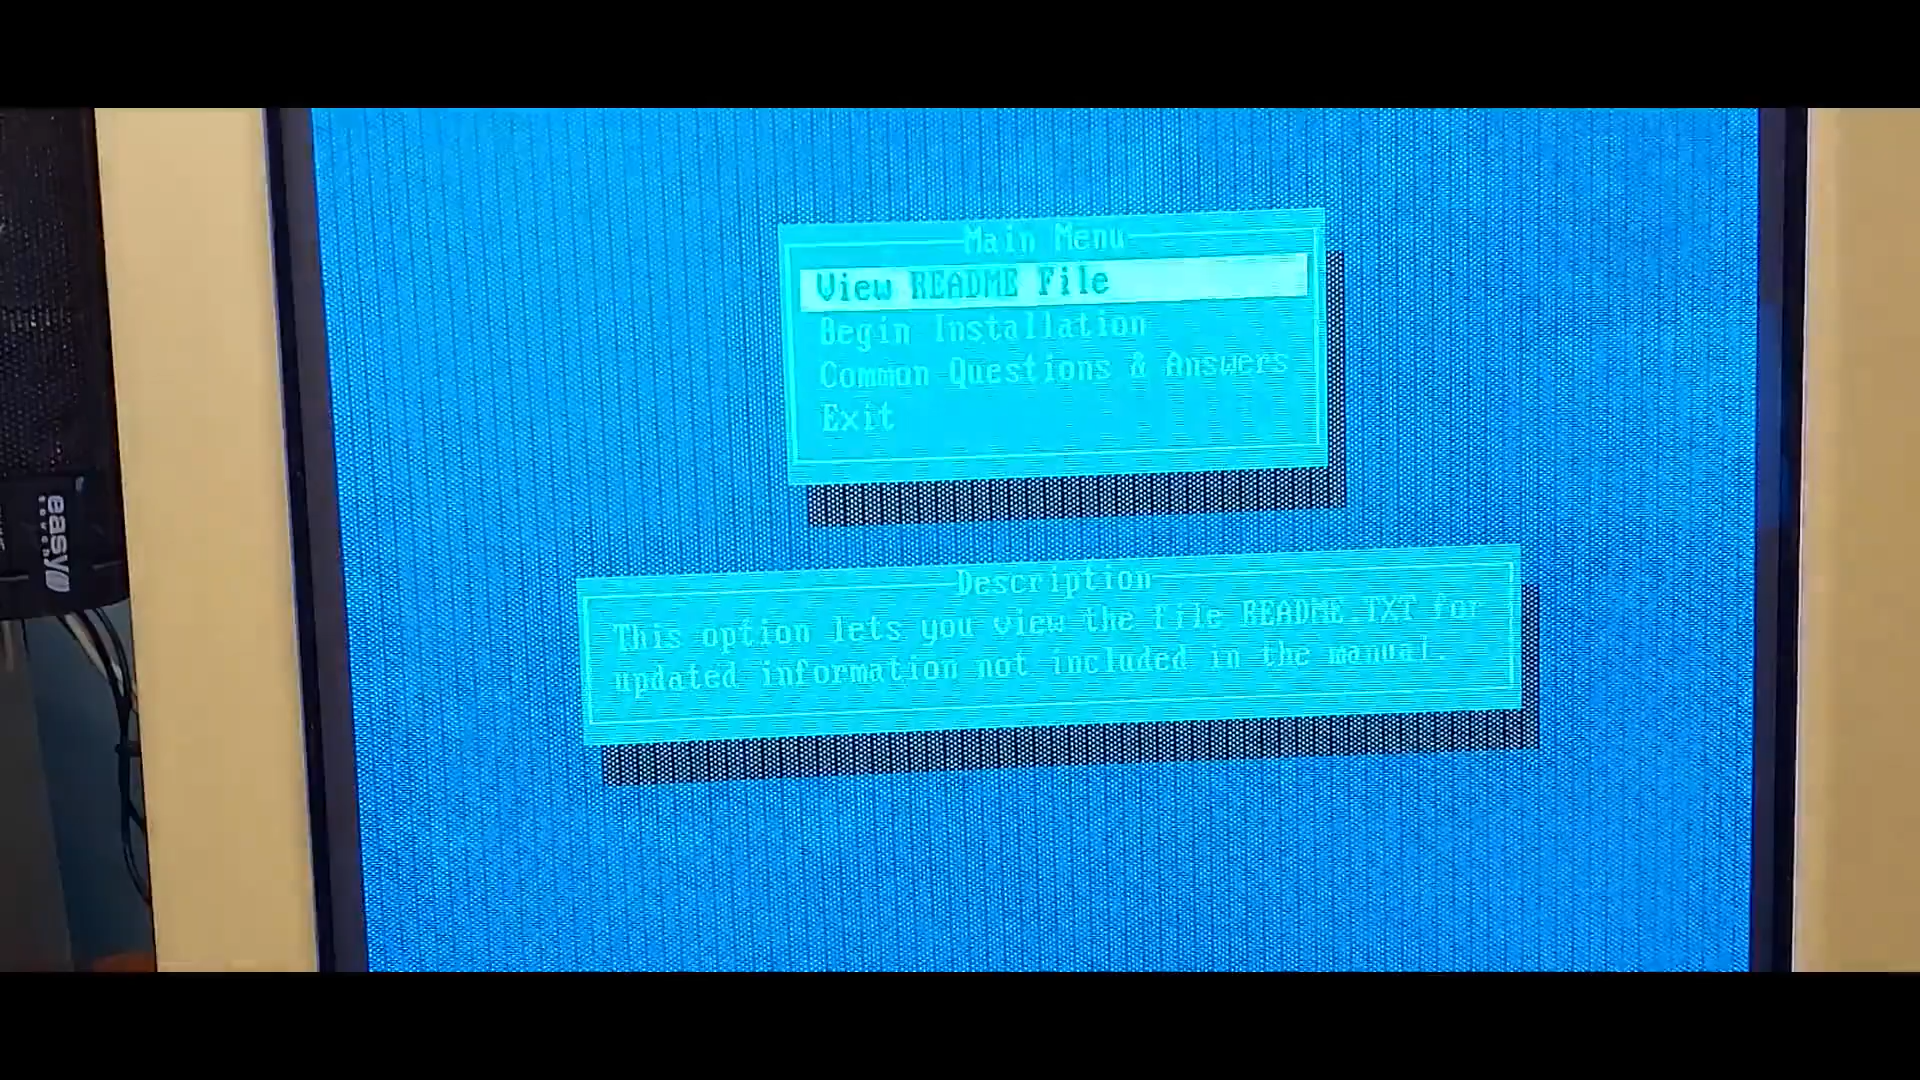 Main Menu
View README File
Begin Installation
Common Questions & Answers
Exit
Description
This option lets you view the file README.TXT for
updated information not included in the manual.
easy